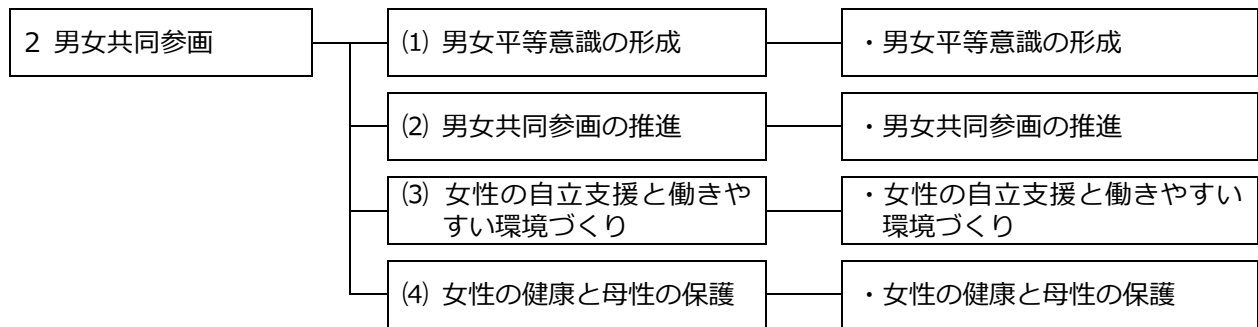 2 男女共同参画
⑴ 男女平等意識の形成
・男女平等意識の形成
⑵ 男女共同参画の推進
・男女共同参画の推進
⑶ 女性の自立支援と働きや
すい環境づくり
・女性の自立支援と働きやすい
環境づくり
⑷ 女性の健康と母性の保護
・女性の健康と母性の保護